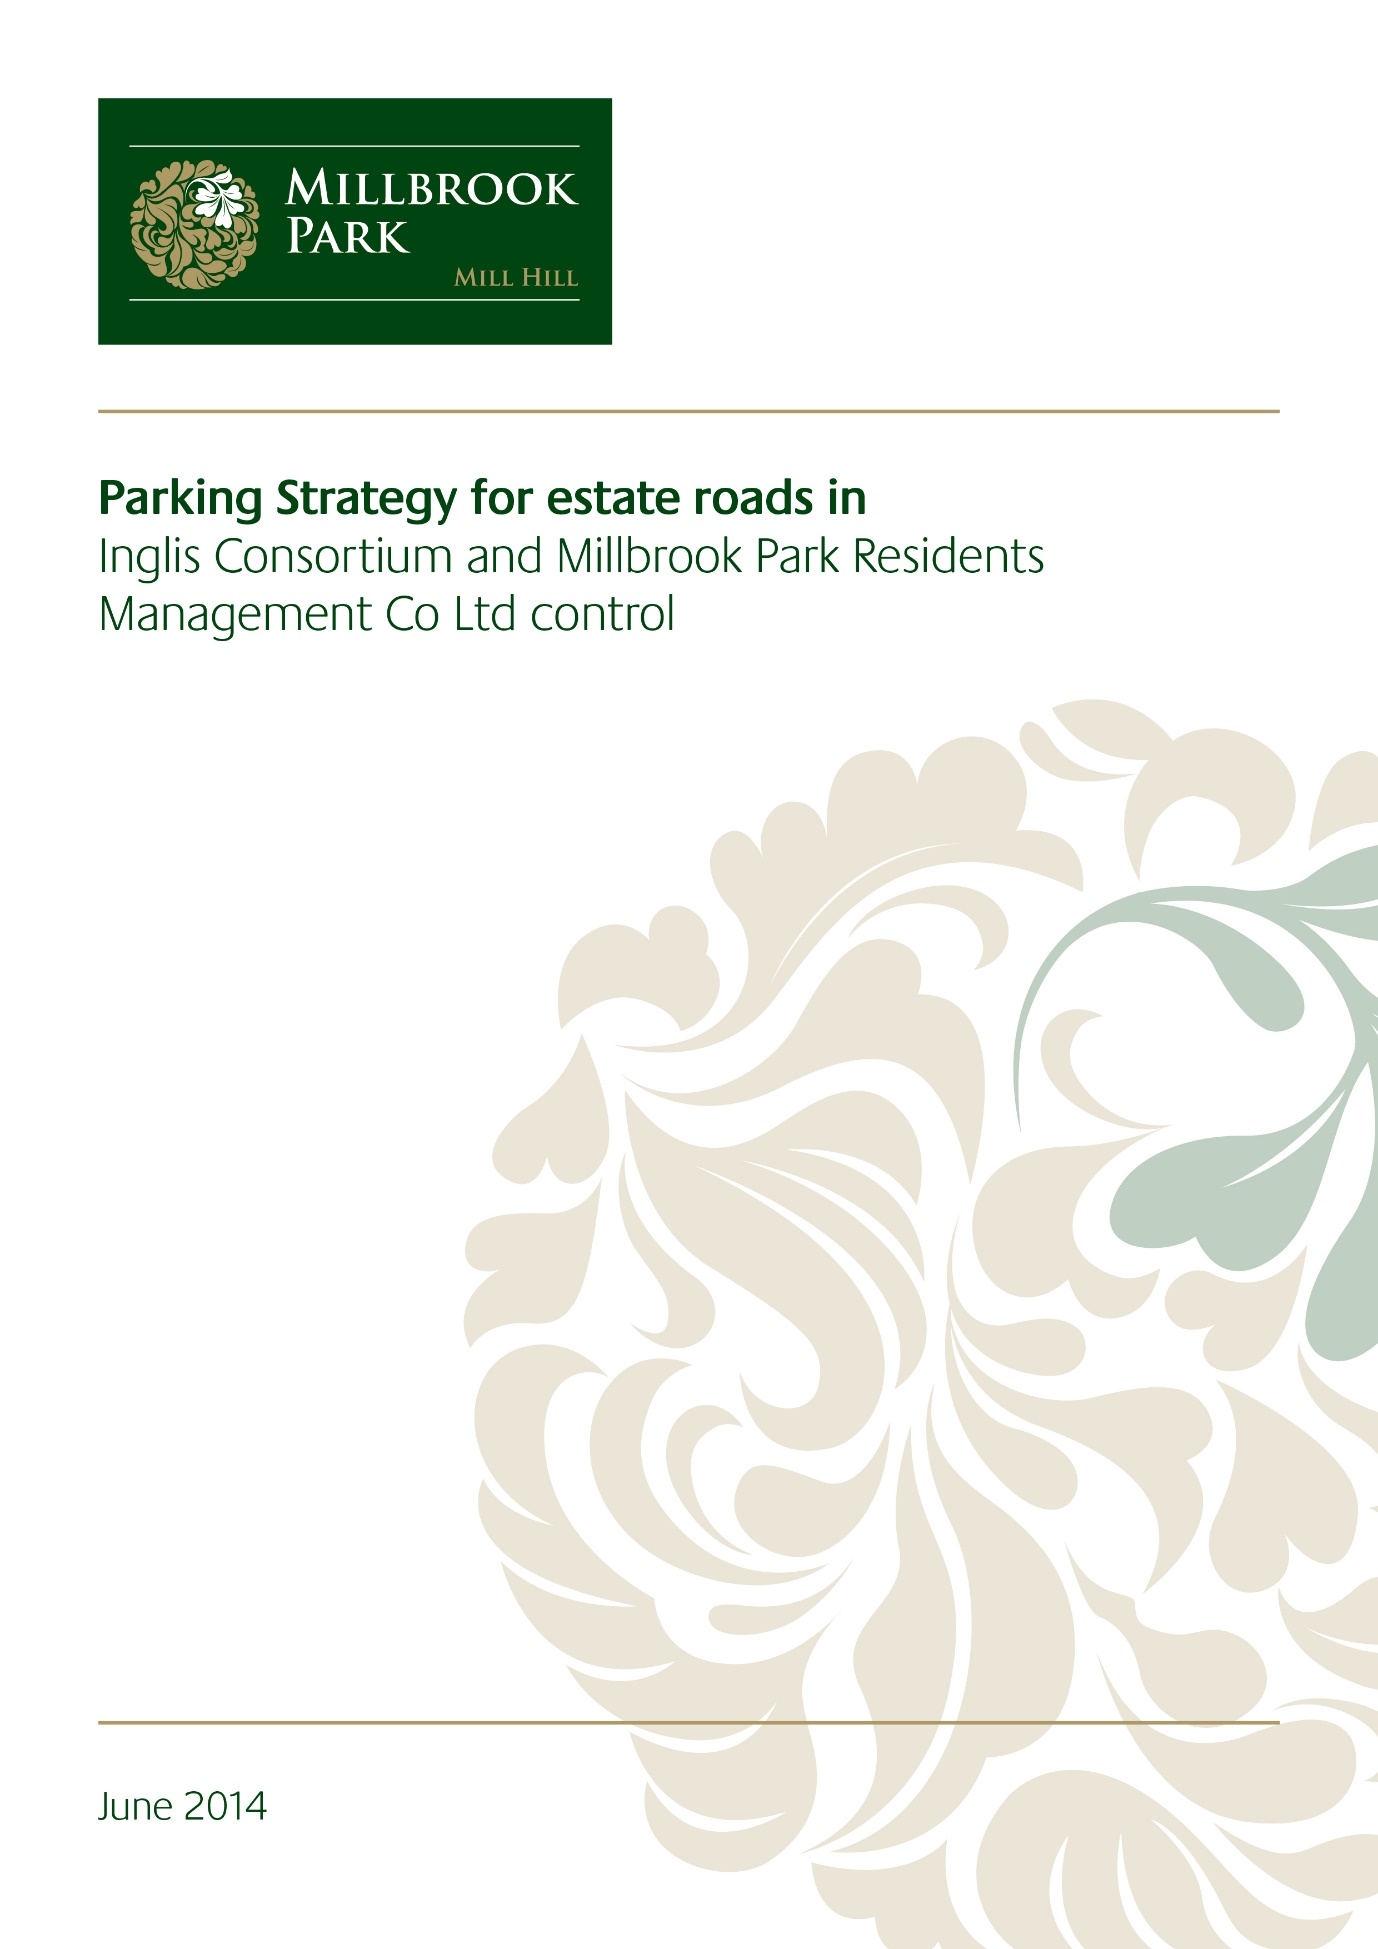 MILLBROOK
PARK
MILL HILL
Parking Strategy for estate roads in
Inglis Consortium and Millbrook Park Residents
Management Co Ltd control
June 2014